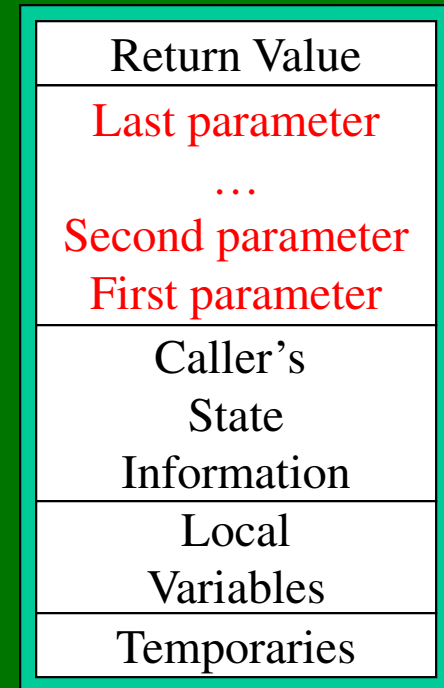 Return Value
Last parameter
…
Second parameter
First parameter
Caller’s
State
Information
Local
Variables
Temporaries